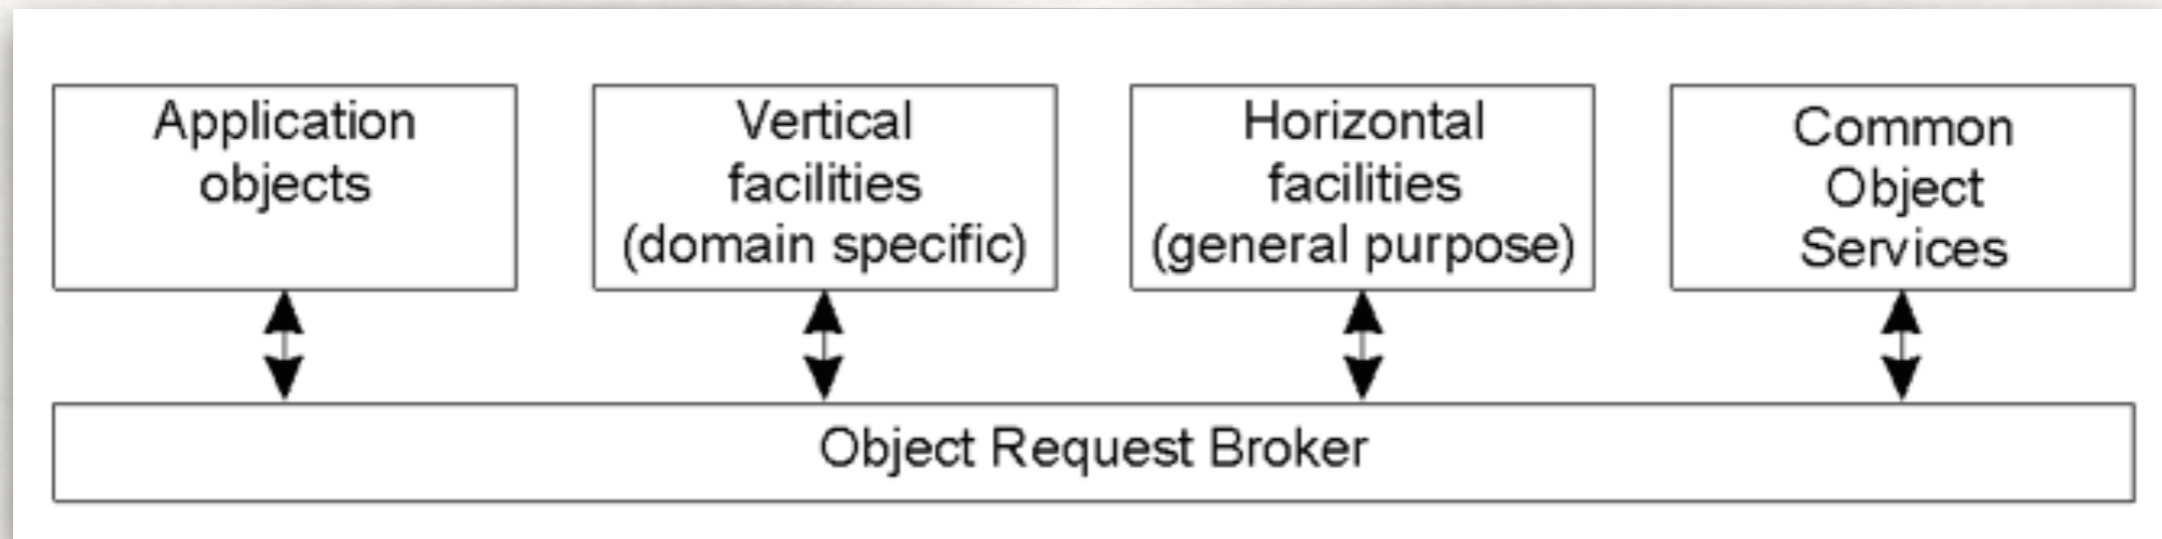 Application
objects
Vertical
facilities
(domain specific)
Horizontal
facilities
(general purpose)
Common
Object
Services
Object Request Broker